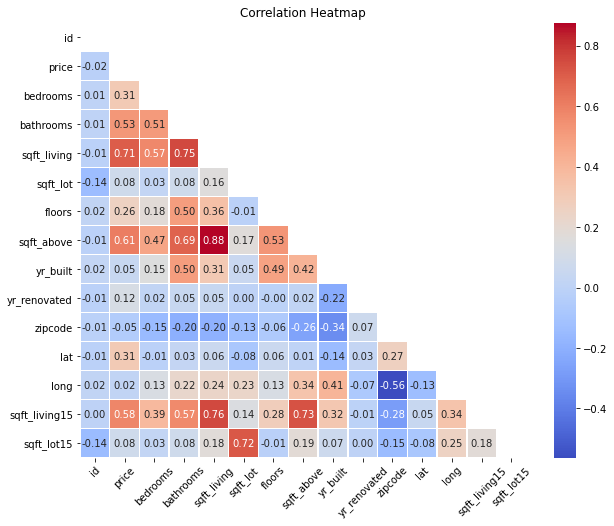 Correlation Heatmap
id
price -0.02
bedrooms 0.01 0.31
bathrooms 0.01 0.53 0.51
sqft_living -0.01 0.71 0.57 0.75
sqft_lot -0.14 0.08 0.03 0.08 0.16
floors 0.02 0.26 0.18 0.50 0.36 -0.01
sqft_above -0.01 0.61 0.47 0.69 0.88 0.17 0.53
yr_built 0.02 0.05 0.15 0.50 0.31 0.05 0.49 0.42
yr_renovated -0.01 0.12 0.02 0.05 0.05 0.00 -0.00 0.02 -0.22
zipcode -0.01 -0.05 -0.15 -0.20 -0.20 -0.13 -0.06 -0.26 -0.34 0.07
lat -0.01 0.31 -0.01 0.03 0.06 -0.08 0.06 0.01 -0.14 0.03 0.27
long 0.02 0.02 0.13 0.22 0.24 0.23 0.13 0.34 0.41 -0.07 -0.56 -0.13
sqft_living15 0.00 0.58 0.39 0.57 0.76 0.14 0.28 0.73 0.32 -0.01 -0.28 0.05 0.34
sqft_lot15 -0.14 0.08 0.03 0.08 0.18 0.72 -0.01 0.19 0.07 0.00 -0.15 -0.08 0.25 0.18
id price bedrooms bathrooms sqft_living sqft_lot floors sqft_above yr_built yr_renovated zipcode lat long sqft_living15 sqft_lot15
0.8
0.6
0.4
0.2
0.0
-0.2
-0.4